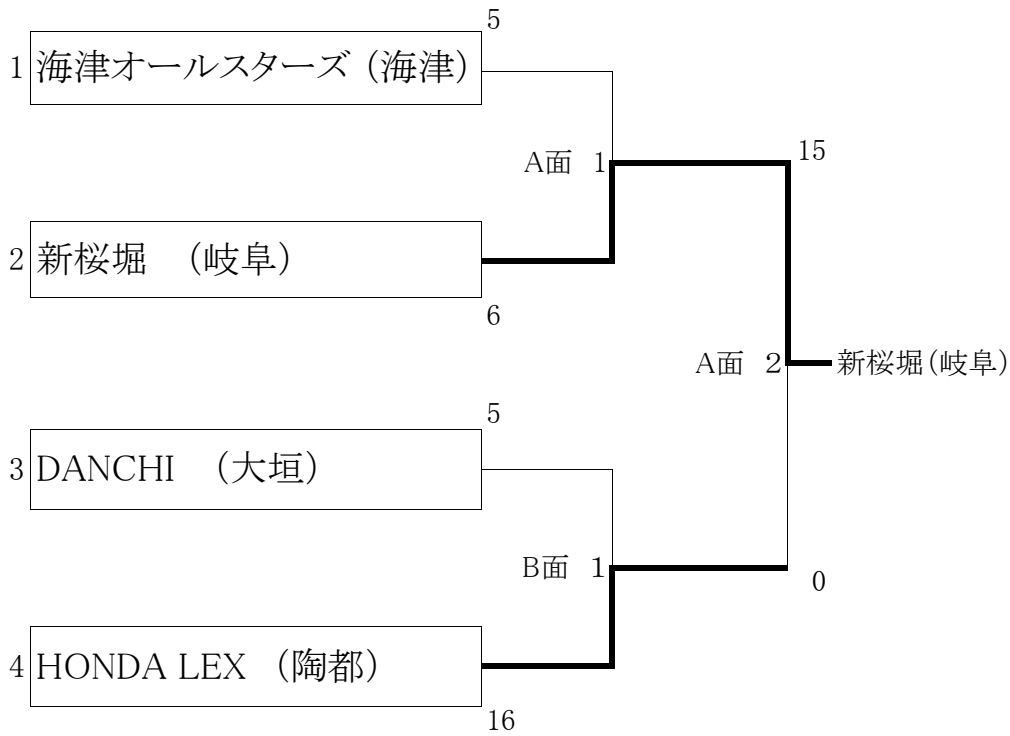 5
1 海津オールスターズ（海津）
A面 1
15
2 新桜堀 （岐阜）
6
A面 2 新桜堀(岐阜)
5
3 DANCHI （大垣）
B面 1
0
4 HONDA LEX （陶都）
16